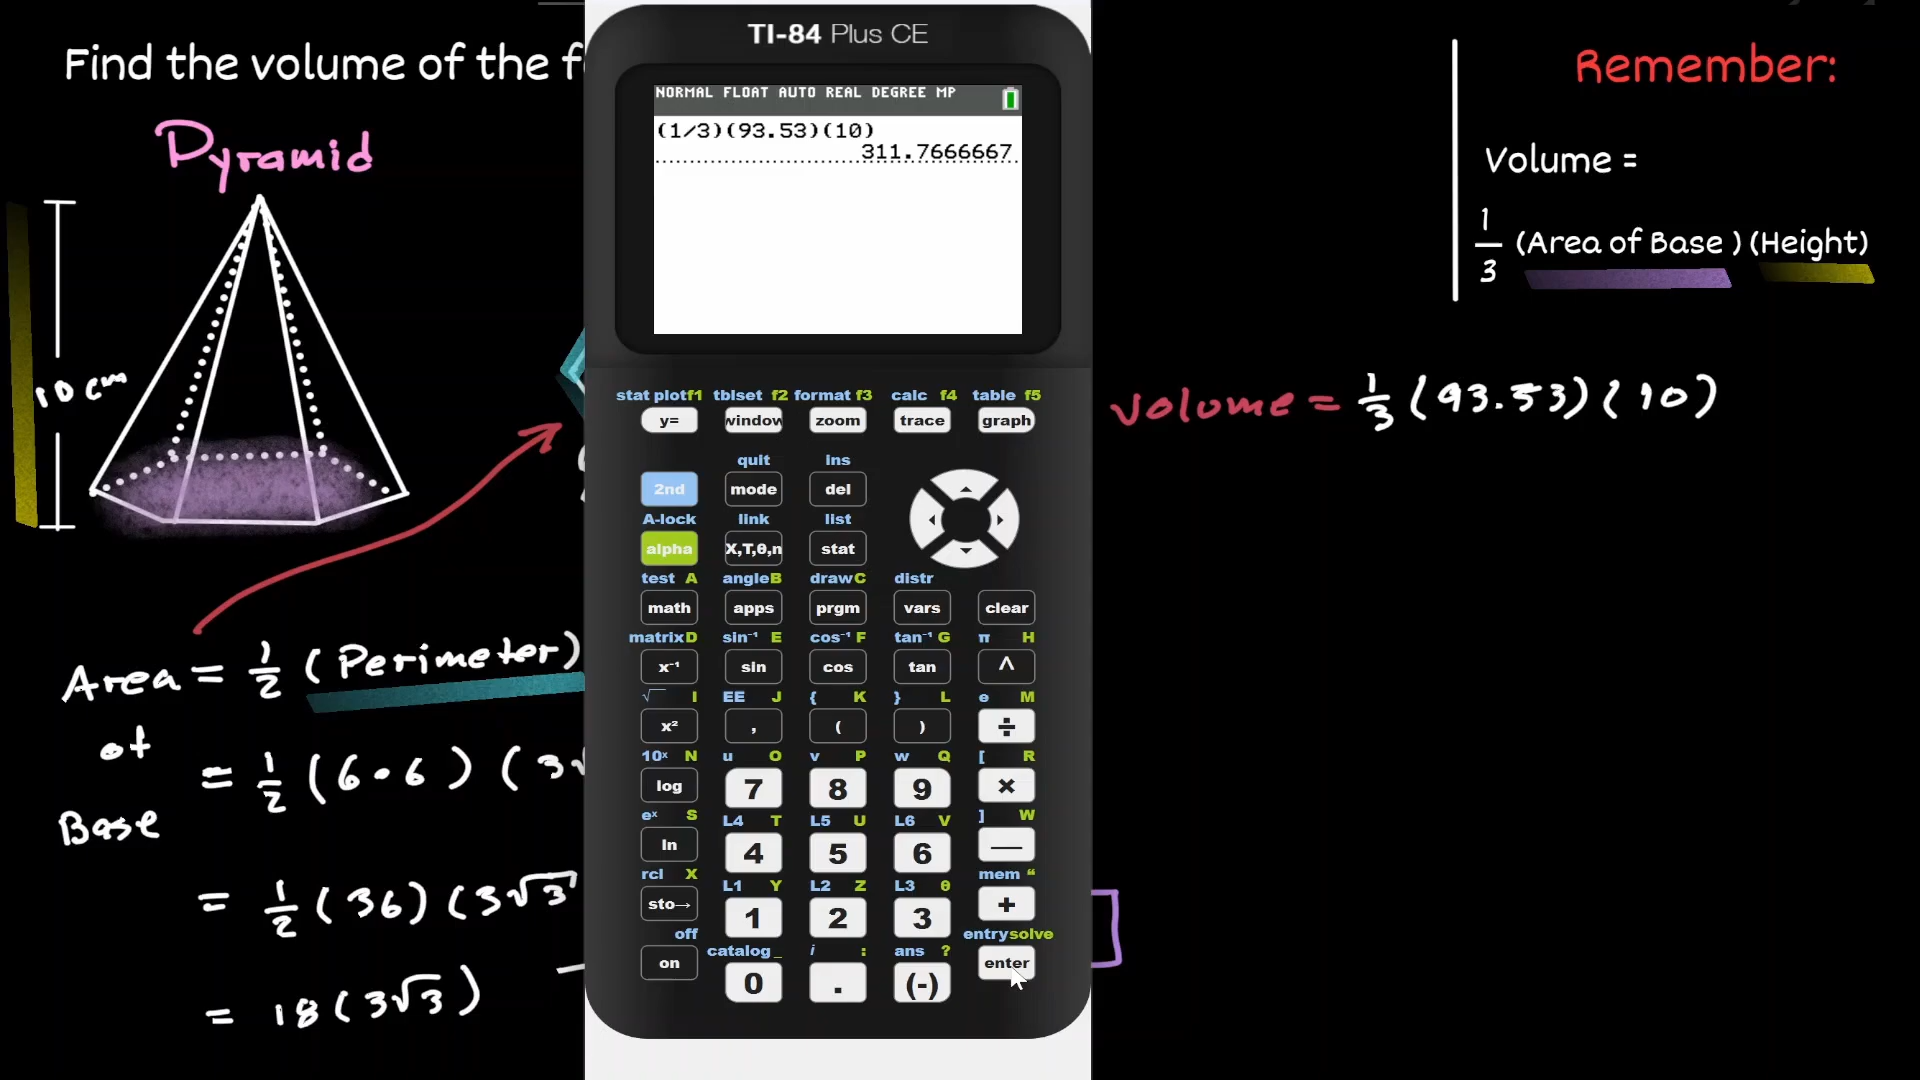 Find the volume of the f
Pyramid
10 cm
Area = 1/2 (Perimeter)
of
Base
= 1/2 (6 · 6) (3√
= 1/2 (36) (3√3
= 18 (3√3)
TI-84 Plus CE
NORMAL FLOAT AUTO REAL DEGREE MP
(1/3)(93.53)(10)
311.7666667
stat plot f1 tblset f2 format f3 calc f4 table f5
y= window zoom trace graph
quit ins
2nd mode del
A-lock link list
alpha X,T,θ,n stat
test A angle B draw C distr
math apps prgm vars clear
matrix D sin⁻¹ E cos⁻¹ F tan⁻¹ G π H
x⁻¹ sin cos tan ^
√ I EE J { K } L e M
x² , ( ) ÷
10ˣ N u O v P w Q [ R
log 7 8 9 ×
eˣ S L4 T L5 U L6 V ] W
ln 4 5 6 —
rcl X L1 Y L2 Z L3 θ mem "
sto→ 1 2 3 +
off catalog _ i : ans ? entry solve
on 0 . (-) enter
Remember:
Volume =
1/3 (Area of Base ) (Height)
Volume = 1/3 (93.53) (10)